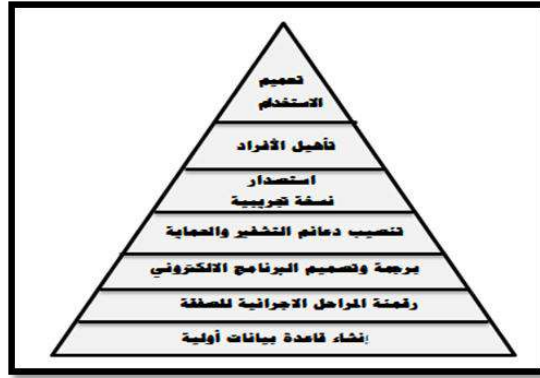 تعميم
الاستخدام
تأهيل الأفراد
استصدار
نسخة تجريبية
تنصيب دعائم التشفير والحماية
برمجة وتصميم البرنامج الالكتروني
رقمنة المراحل الاجرائية للصفقة
إنشاء قاعدة بيانات أولية